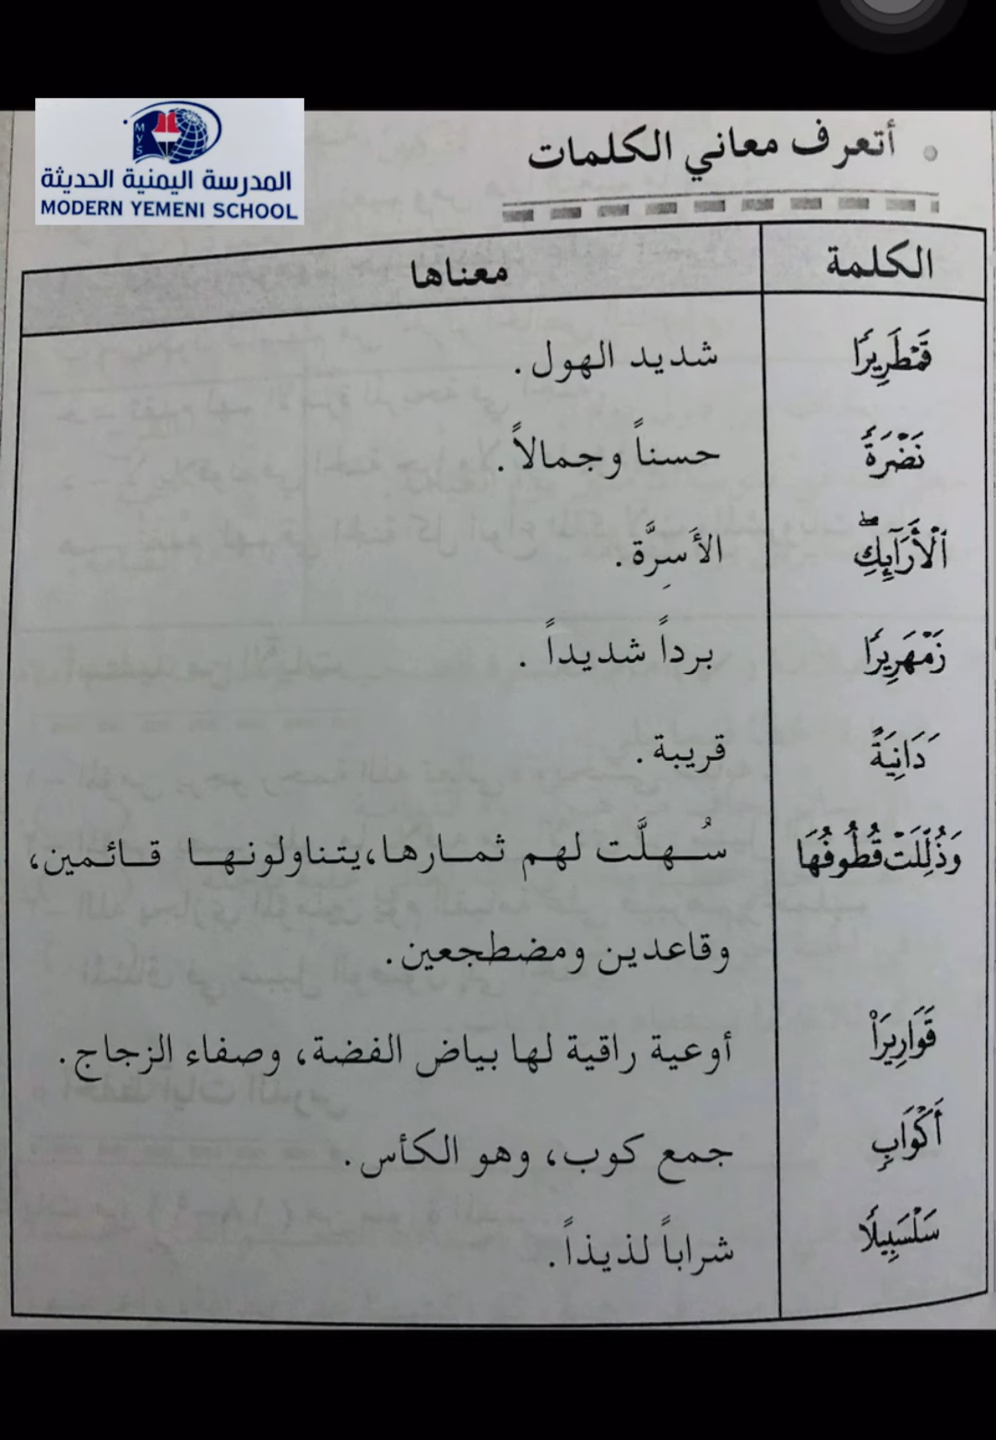 المدرسة اليمنية الحديثة
MODERN YEMENI SCHOOL
MYS
أتعرف معاني الكلمات
الكلمة معناها
قَمْطَرِيرًا شديد الهول.
نَضْرَةً حسناً وجمالاً.
ٱلْأَرَآئِكِۖ الأَسِرَّة.
زَمْهَرِيرًا برداً شديداً.
دَانِيَةً قريبة.
وَذُلِّلَتْ قُطُوفُهَا سُهلَّت لهم ثمارها،يتناولونها قائمين،
وقاعدين ومضطجعين.
قَوَارِيرَاْ أوعية راقية لها بياض الفضة، وصفاء الزجاج.
أَكْوَابٍ جمع كوب، وهو الكأس.
سَلْسَبِيلًا شراباً لذيذاً.